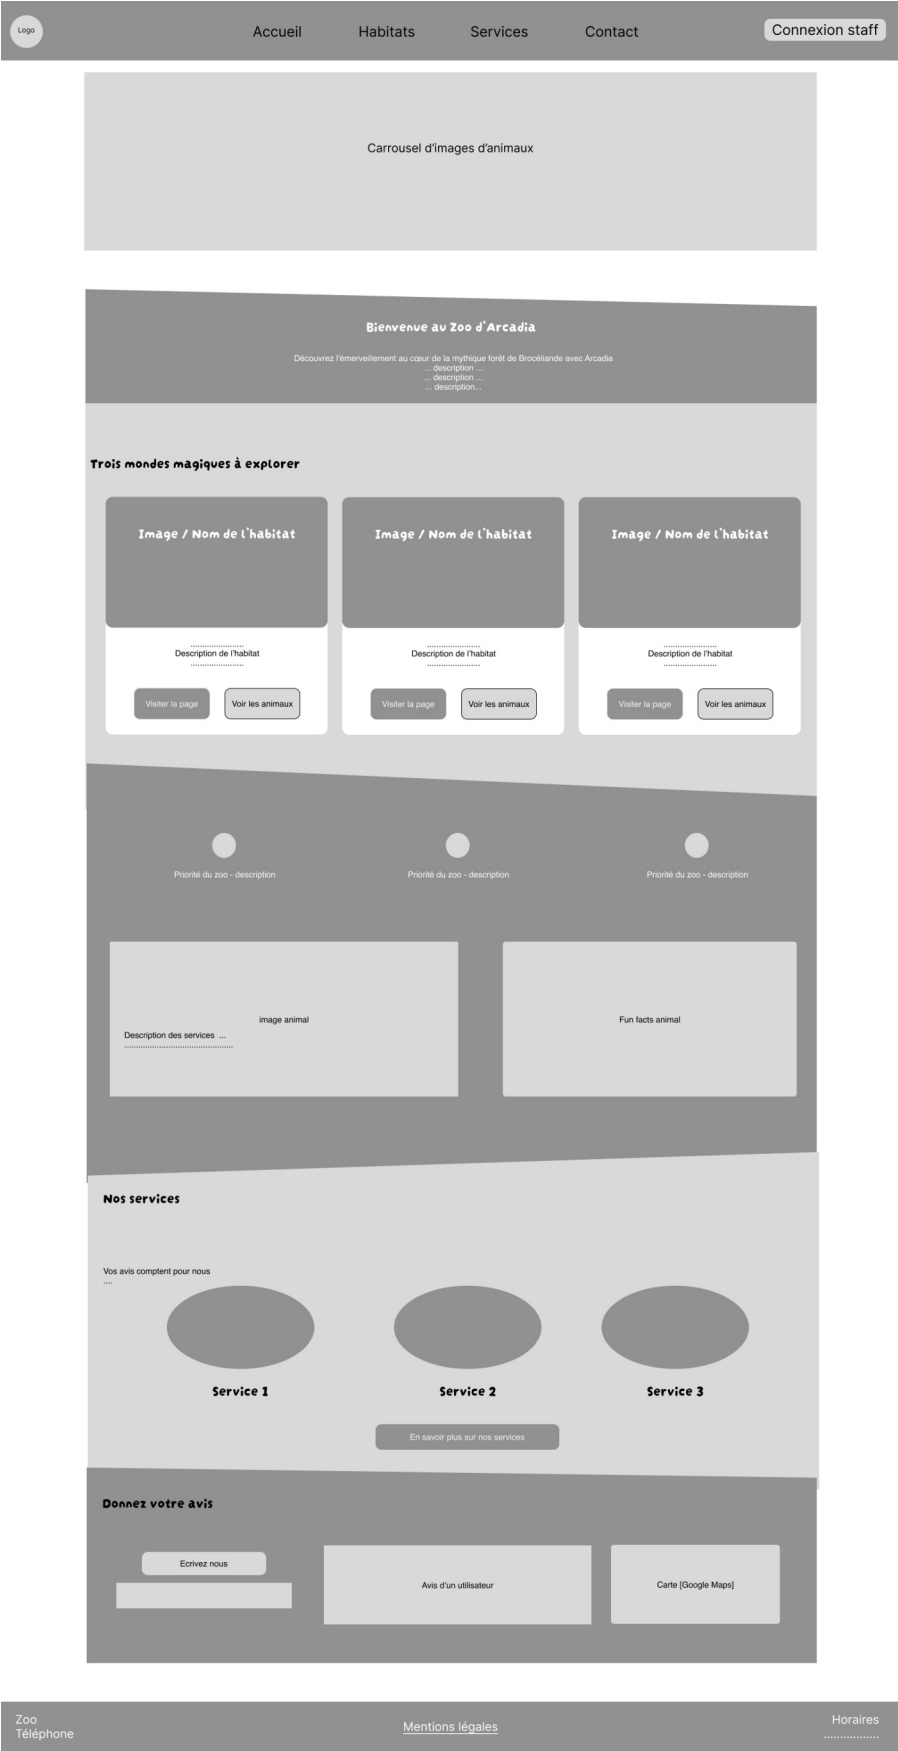 Logo
Accueil
Habitats
Services
Contact
Connexion staff
Carrousel d'images d'animaux
Bienvenue au Zoo d'Arcadia
Découvrez l'émerveillement au cœur de la mythique forêt de Brocéliande avec Arcadia
... description ...
... description ...
... description...
Trois mondes magiques à explorer
Image / Nom de l'habitat
Image / Nom de l'habitat
Image / Nom de l'habitat
.......................
Description de l'habitat
.......................
.......................
Description de l'habitat
.......................
.......................
Description de l'habitat
.......................
Visiter la page
Voir les animaux
Visiter la page
Voir les animaux
Visiter la page
Voir les animaux
Priorité du zoo - description
Priorité du zoo - description
Priorité du zoo - description
image animal
Description des services ...
...............................................
Fun facts animal
Nos services
Vos avis comptent pour nous
....
Service 1
Service 2
Service 3
En savoir plus sur nos services
Donnez votre avis
Ecrivez nous
Avis d'un utilisateur
Carte [Google Maps]
Zoo
Téléphone
Mentions légales
Horaires
.................